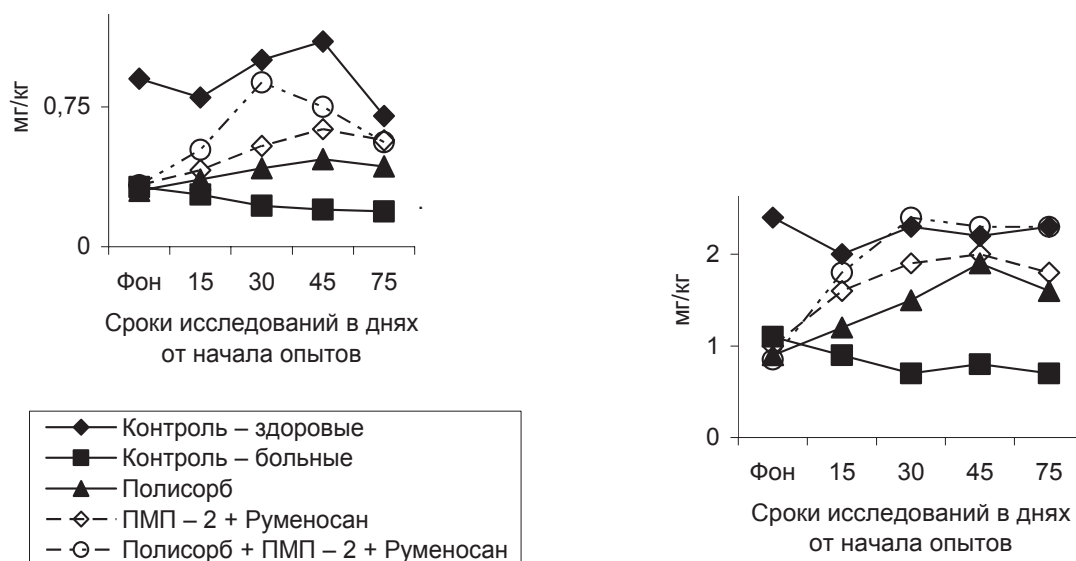 мг/кг
0,75
0
Фон 15 30 45 75
Сроки исследований в днях
от начала опытов
Контроль – здоровые
Контроль – больные
Полисорб
ПМП – 2 + Руменосан
Полисорб + ПМП – 2 + Руменосан
мг/кг
2
1
0
Фон 15 30 45 75
Сроки исследований в днях
от начала опытов